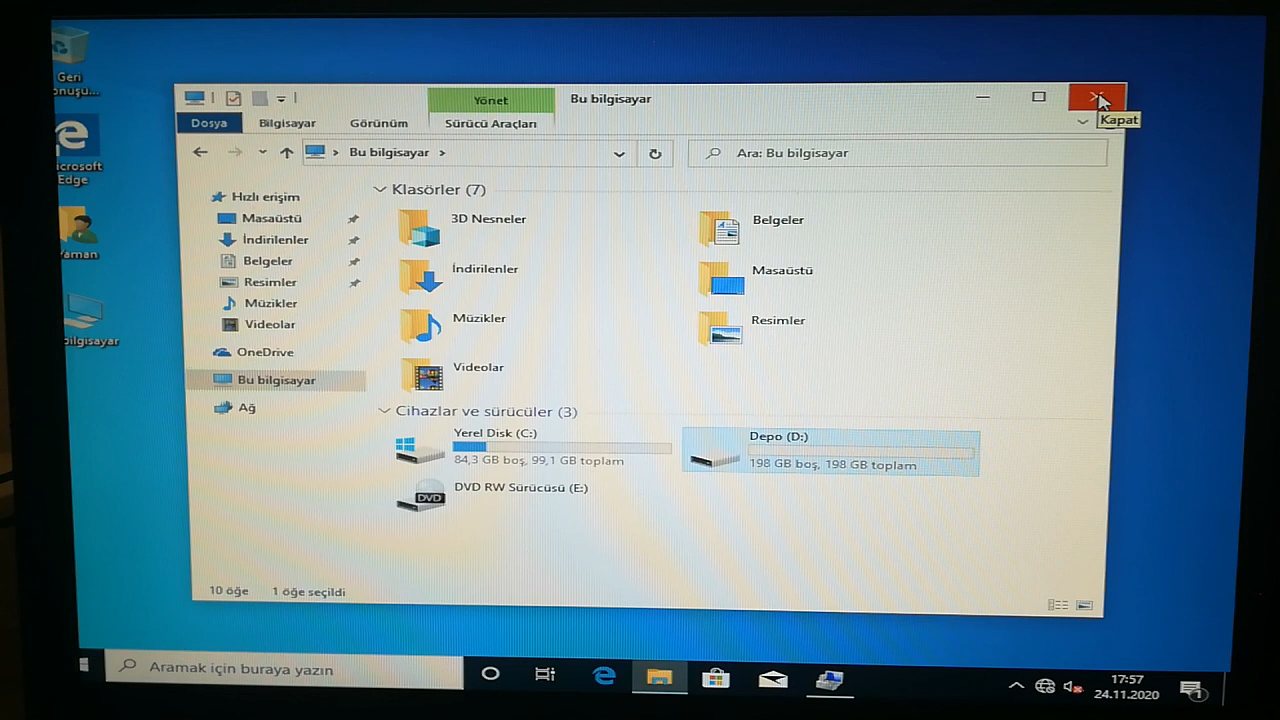 Geri
onuşu...
icrosoft
Edge
Yaman
bilgisayar
Yönet
Bu bilgisayar
Kapat
Dosya
Bilgisayar
Görünüm
Sürücü Araçları
Bu bilgisayar
Ara: Bu bilgisayar
Hızlı erişim
Masaüstü
İndirilenler
Belgeler
Resimler
Müzikler
Videolar
OneDrive
Bu bilgisayar
Ağ
Klasörler (7)
3D Nesneler
Belgeler
İndirilenler
Masaüstü
Müzikler
Resimler
Videolar
Cihazlar ve sürücüler (3)
Yerel Disk (C:)
84,3 GB boş, 99,1 GB toplam
Depo (D:)
198 GB boş, 198 GB toplam
DVD RW Sürücüsü (E:)
DVD
10 öğe
1 öğe seçildi
Aramak için buraya yazın
17:57
24.11.2020
1